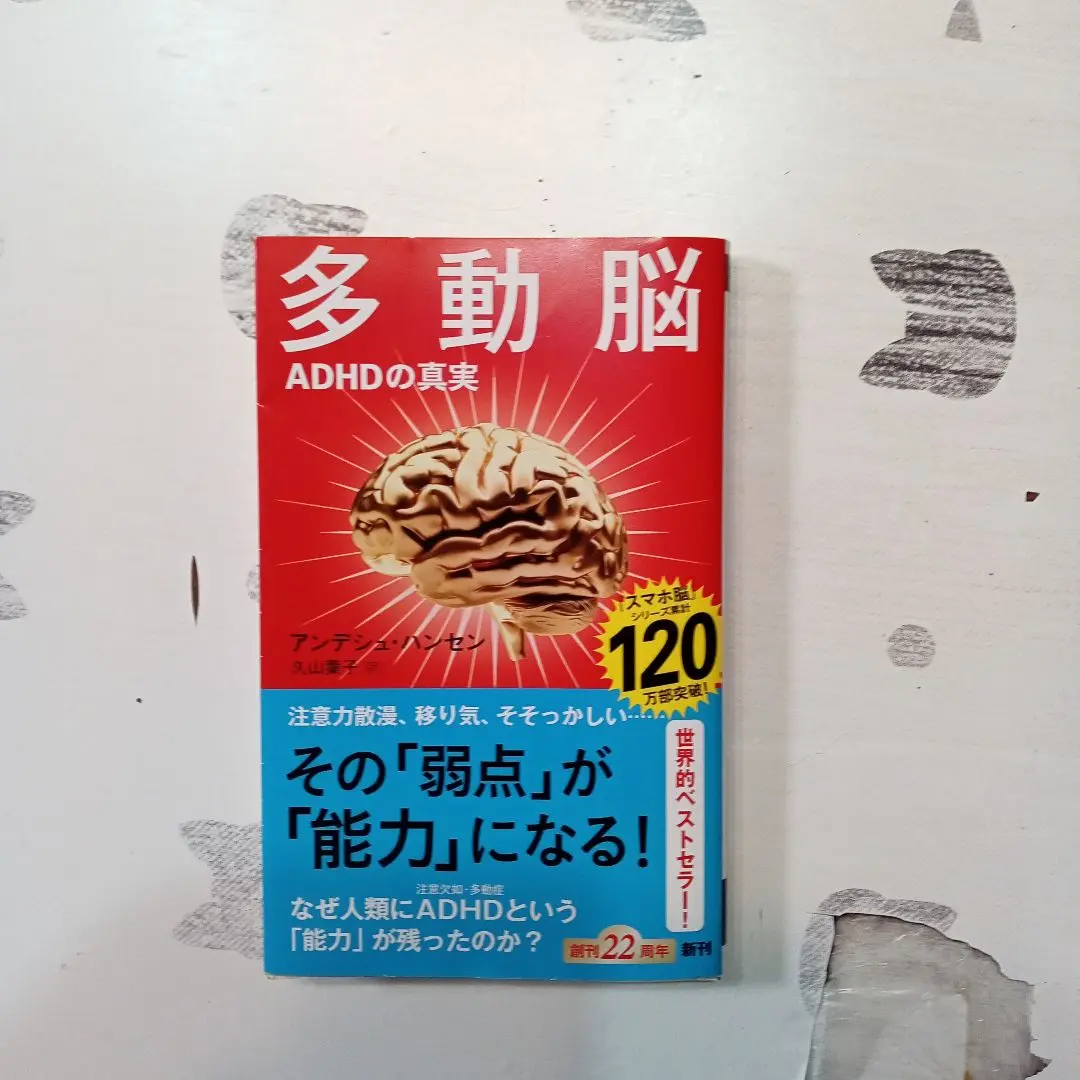 多動脳
ADHDの真実
アンデシュ・ハンセン
久山葉子 訳
『スマホ脳』
シリーズ累計
120
万部突破!
注意力散漫、移り気、そそっかしい……
その「弱点」が
「能力」になる!
世界的ベストセラー!
注意欠如・多動症
なぜ人類にADHDという
「能力」が残ったのか?
創刊22周年 新刊